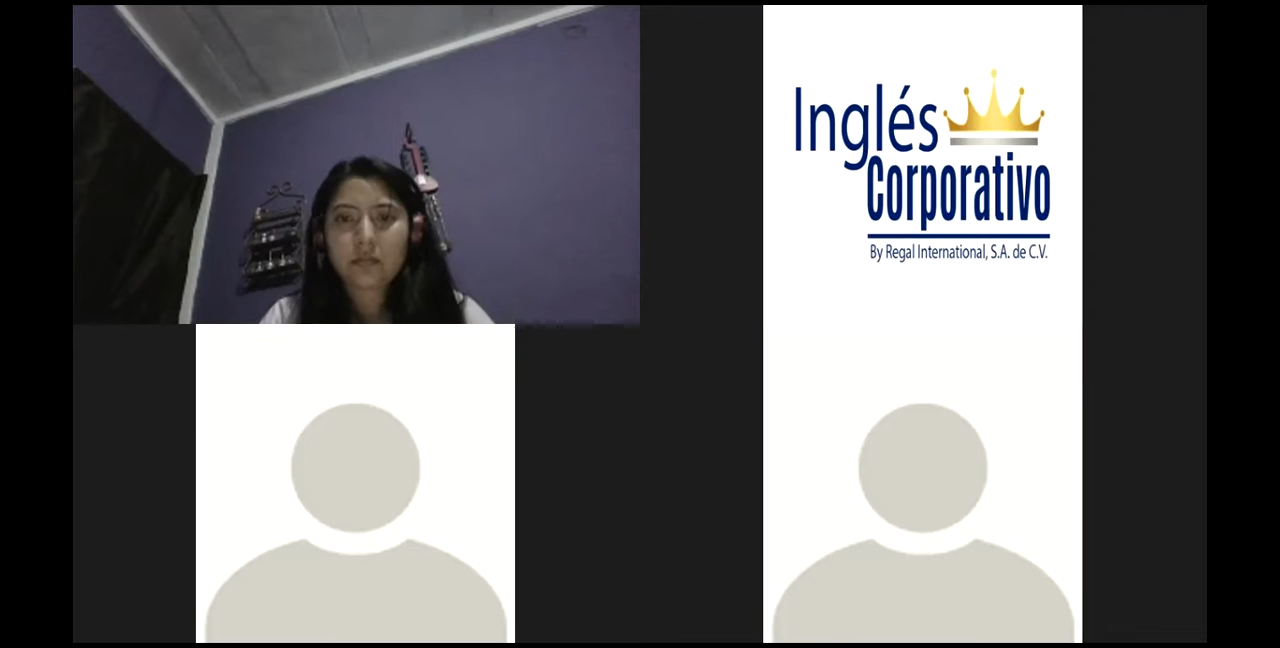 Inglés
Corporativo
By Regal International, S.A. de C.V.